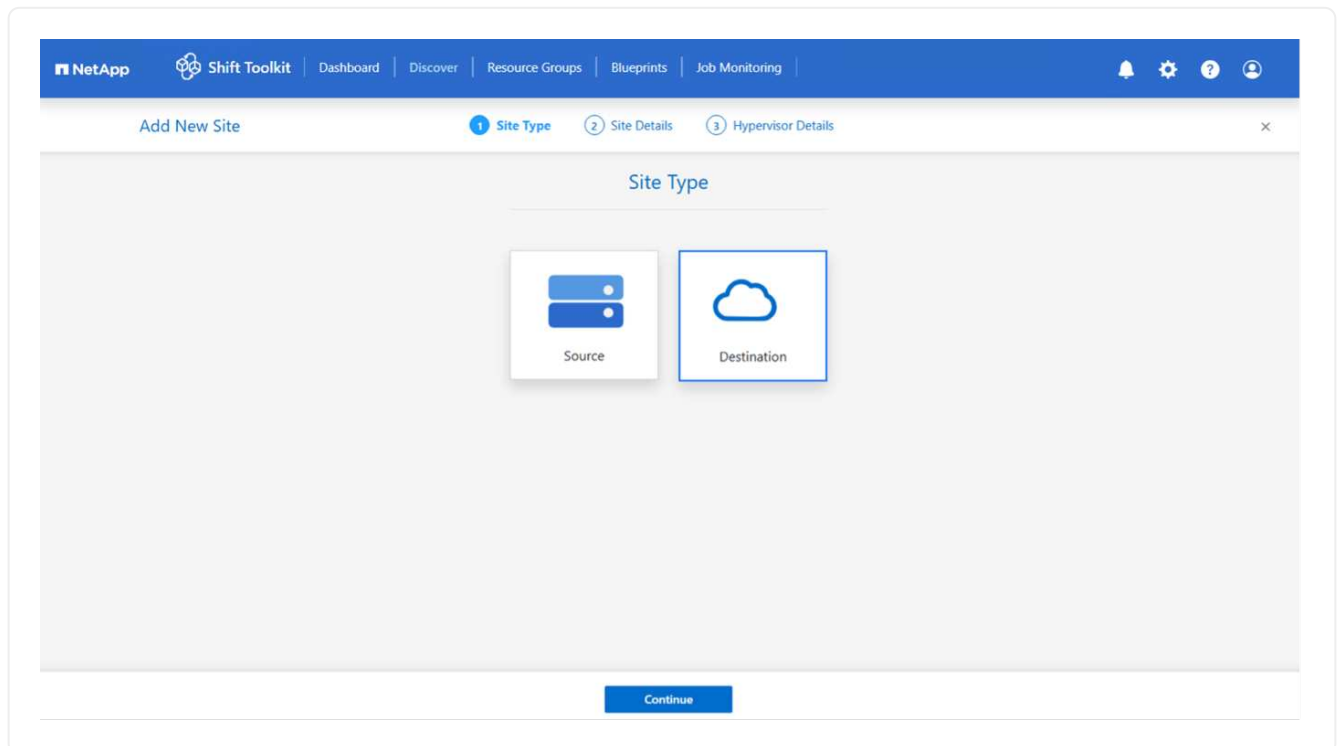 NetApp Shift Toolkit Dashboard Discover Resource Groups Blueprints Job Monitoring ?
Add New Site 1 Site Type 2 Site Details 3 Hypervisor Details
Site Type
Source Destination
Continue